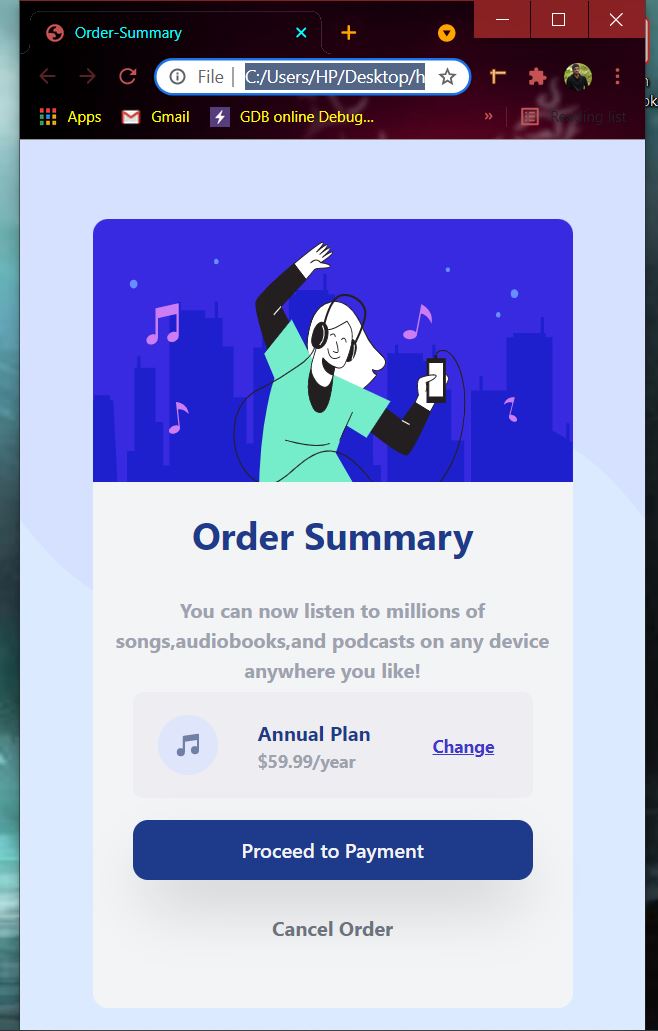 Order-Summary
File
C:/Users/HP/Desktop/h
Apps
Gmail
GDB online Debug...
»
Reading list
Order Summary
You can now listen to millions of
songs,audiobooks,and podcasts on any device
anywhere you like!
Annual Plan
$59.99/year
Change
Proceed to Payment
Cancel Order